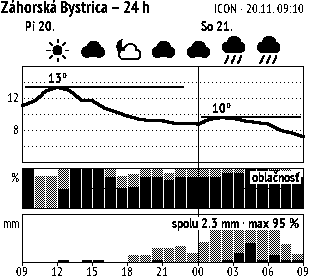 Záhorská Bystrica – 24 h
ICON · 20.11. 09:10
Pi 20.
So 21.
13°
10°
12
8
%
oblačnosť
mm
spolu 2.3 mm · max 95 %
09 12 15 18 21 00 03 06 09